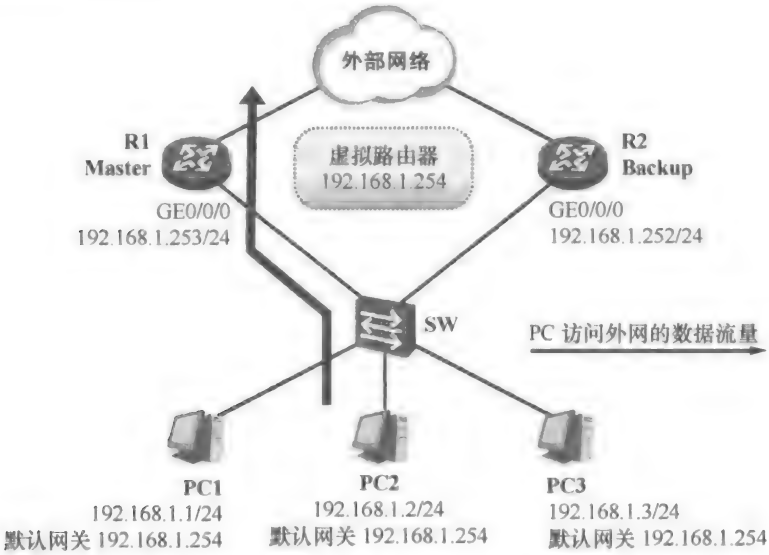 外部网络
R1
Master
虚拟路由器
192.168.1.254
R2
Backup
GE0/0/0
192.168.1.253/24
GE0/0/0
192.168.1.252/24
SW
PC 访问外网的数据流量
PC1
192.168.1.1/24
默认网关 192.168.1.254
PC2
192.168.1.2/24
默认网关 192.168.1.254
PC3
192.168.1.3/24
默认网关 192.168.1.254